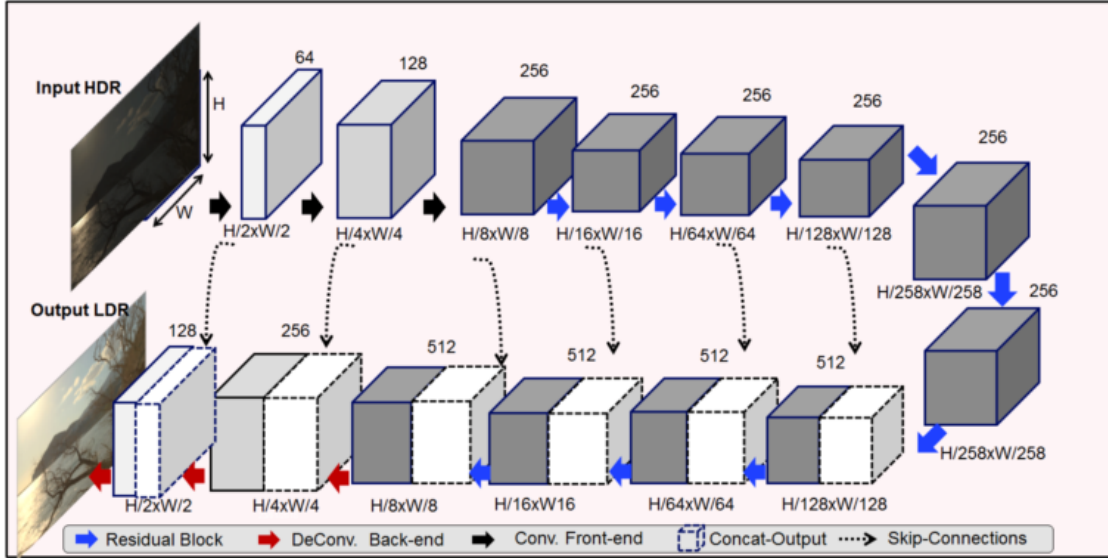 64
128
256
256
256
256
Input HDR
H
W
256
H/2xW/2
H/4xW/4
H/8xW/8
H/16xW/16
H/64xW/64
H/128xW/128
H/258xW/258
256
Output LDR
128
256
512
512
512
512
H/258xW/258
H/2xW/2
H/4xW/4
H/8xW/8
H/16xW16
H/64xW/64
H/128xW/128
Residual Block
DeConv. Back-end
Conv. Front-end
Concat-Output
Skip-Connections